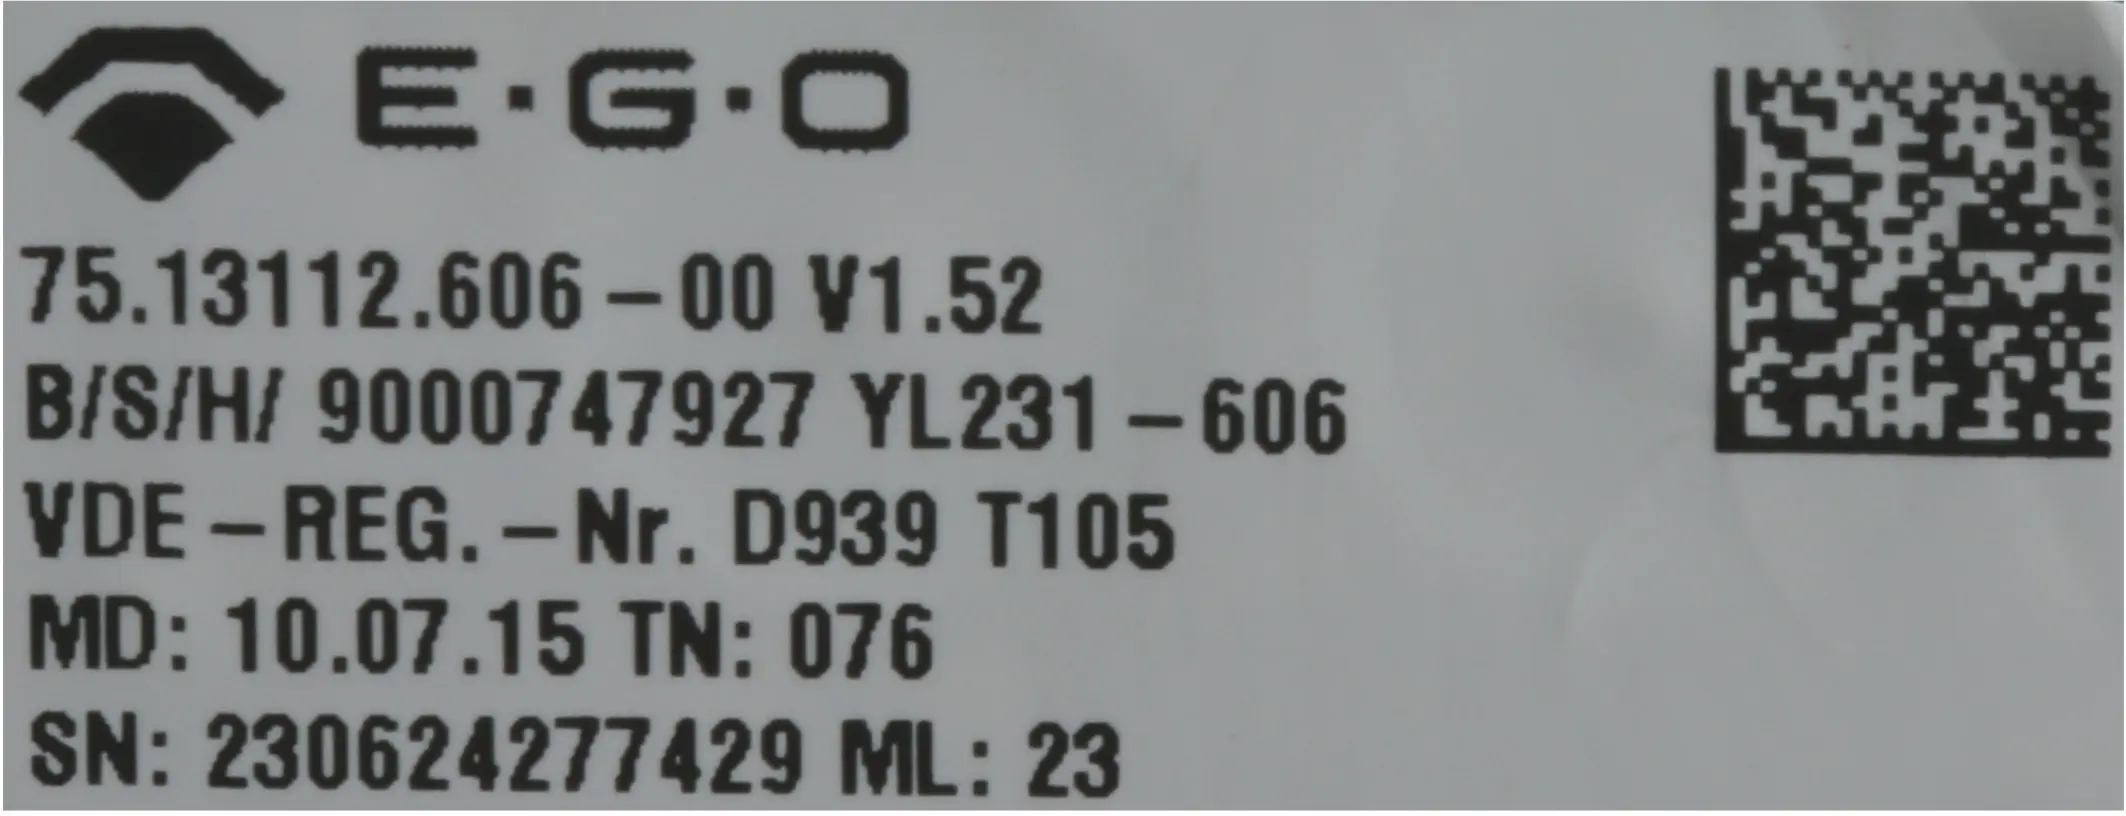 E·G·O
75.13112.606-00 V1.52
B/S/H/ 9000747927 YL231-606
VDE-REG.-Nr. D939 T105
MD: 10.07.15 TN: 076
SN: 230624277429 ML: 23